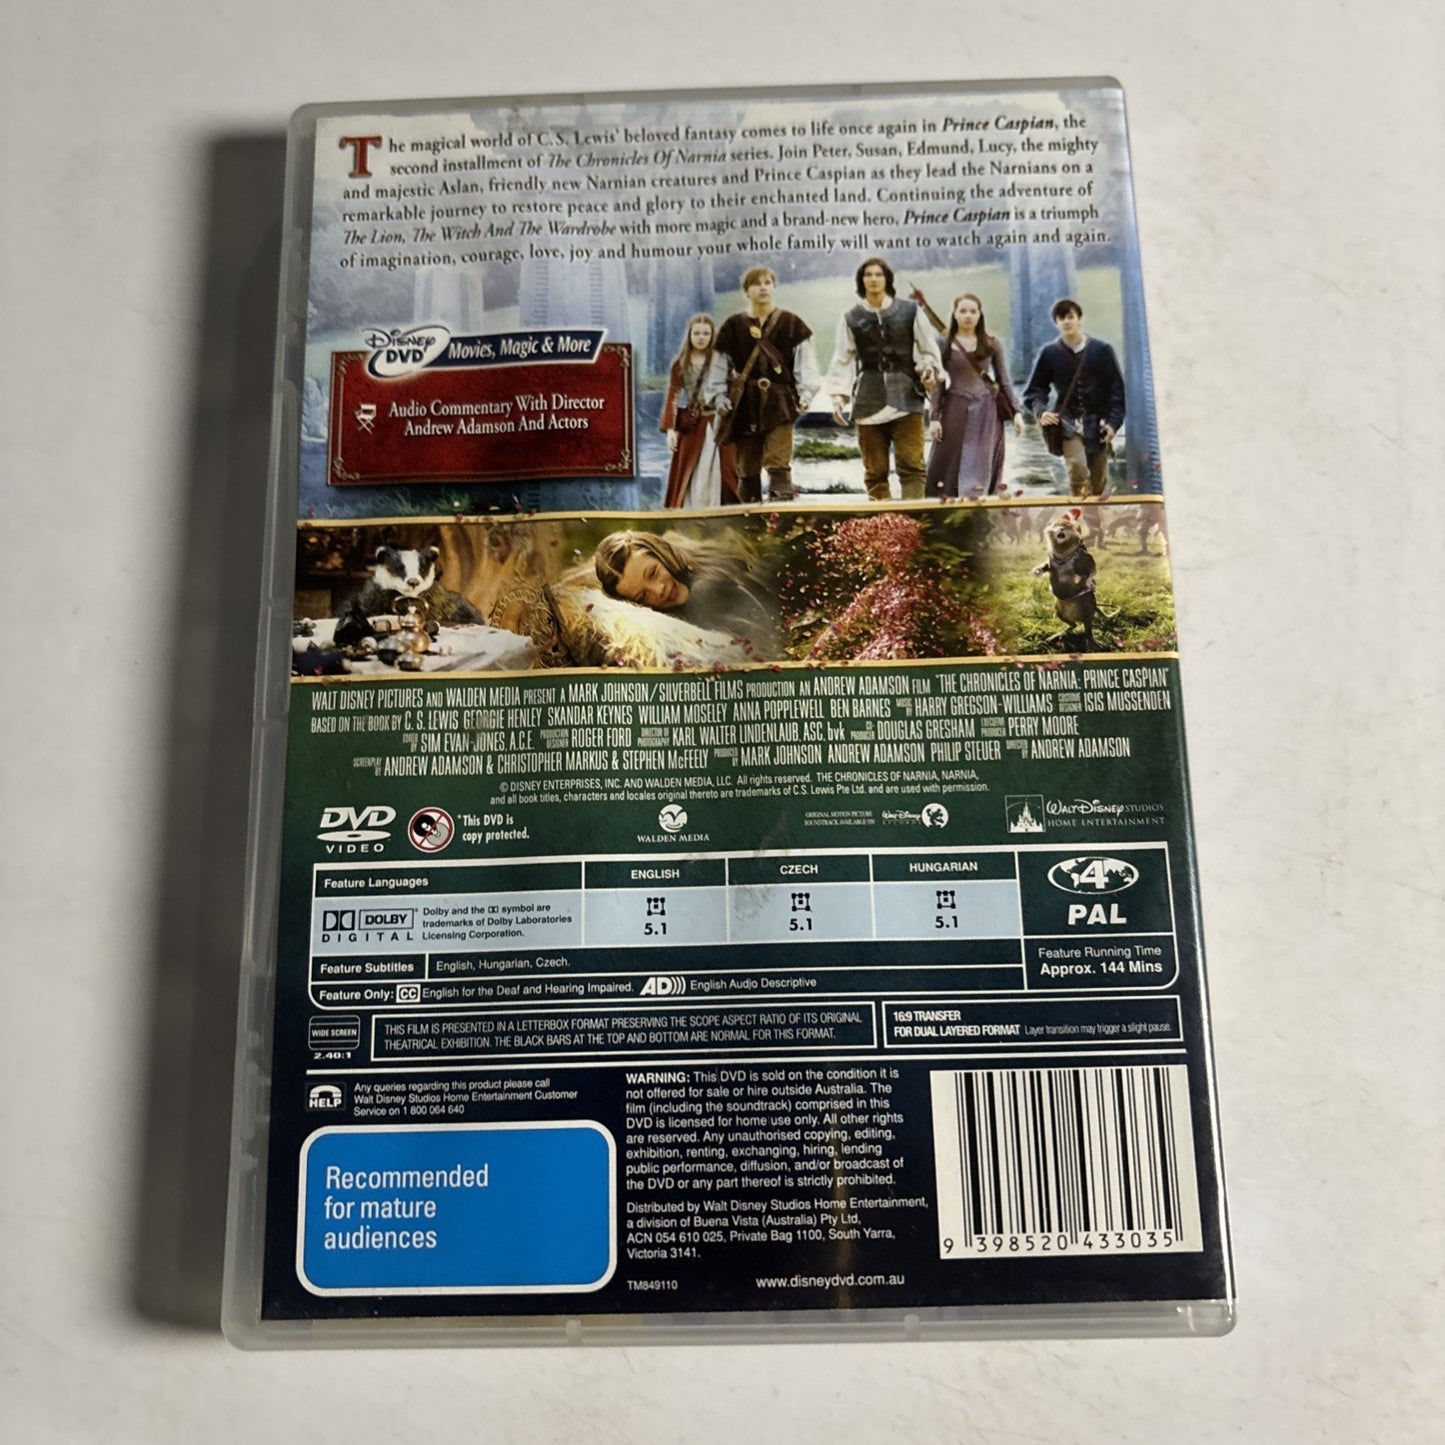 The magical world of C.S. Lewis' beloved fantasy comes to life once again in Prince Caspian, the
second installment of The Chronicles Of Narnia series. Join Peter, Susan, Edmund, Lucy, the mighty
and majestic Aslan, friendly new Narnian creatures and Prince Caspian as they lead the Narnians on a
remarkable journey to restore peace and glory to their enchanted land. Continuing the adventure of
The Lion, The Witch And The Wardrobe with more magic and a brand-new hero, Prince Caspian is a triumph
of imagination, courage, love, joy and humour your whole family will want to watch again and again.
Disney DVD Movies, Magic & More
Audio Commentary With Director
Andrew Adamson And Actors
WALT DISNEY PICTURES AND WALDEN MEDIA PRESENT A MARK JOHNSON/SILVERBELL FILMS PRODUCTION AN ANDREW ADAMSON FILM "THE CHRONICLES OF NARNIA: PRINCE CASPIAN"
BASED ON THE BOOK BY C. S. LEWIS GEORGIE HENLEY SKANDAR KEYNES WILLIAM MOSELEY ANNA POPPLEWELL BEN BARNES MUSIC BY HARRY GREGSON-WILLIAMS COSTUME DESIGNER ISIS MUSSENDEN
EDITED BY SIM EVAN-JONES, A.C.E. PRODUCTION DESIGNER ROGER FORD DIRECTOR OF PHOTOGRAPHY KARL WALTER LINDENLAUB, ASC, bvk CO-PRODUCER DOUGLAS GRESHAM EXECUTIVE PRODUCER PERRY MOORE
SCREENPLAY BY ANDREW ADAMSON & CHRISTOPHER MARKUS & STEPHEN McFEELY PRODUCED BY MARK JOHNSON ANDREW ADAMSON PHILIP STEUER DIRECTED BY ANDREW ADAMSON
© DISNEY ENTERPRISES, INC. AND WALDEN MEDIA, LLC. All rights reserved. THE CHRONICLES OF NARNIA, NARNIA,
and all book titles, characters and locales original thereto are trademarks of C.S. Lewis Pte Ltd. and are used with permission.
DVD
VIDEO
*This DVD is
copy protected.
WALDEN MEDIA
ORIGINAL MOTION PICTURE
SOUNDTRACK AVAILABLE ON
Walt Disney
RECORDS
WALT DISNEY STUDIOS
HOME ENTERTAINMENT
Feature Languages
ENGLISH
CZECH
HUNGARIAN
DOLBY
DIGITAL
Dolby and the DD symbol are
trademarks of Dolby Laboratories
Licensing Corporation.
5.1
5.1
5.1
4
PAL
Feature Subtitles
English, Hungarian, Czech.
Feature Running Time
Approx. 144 Mins
Feature Only: CC English for the Deaf and Hearing Impaired. AD))) English Audio Descriptive
WIDE SCREEN
2.40:1
THIS FILM IS PRESENTED IN A LETTERBOX FORMAT PRESERVING THE SCOPE ASPECT RATIO OF ITS ORIGINAL
THEATRICAL EXHIBITION. THE BLACK BARS AT THE TOP AND BOTTOM ARE NORMAL FOR THIS FORMAT.
16:9 TRANSFER
FOR DUAL LAYERED FORMAT Layer transition may trigger a slight pause.
HELP
Any queries regarding this product please call
Walt Disney Studios Home Entertainment Customer
Service on 1 800 064 640
Recommended
for mature
audiences
WARNING: This DVD is sold on the condition it is
not offered for sale or hire outside Australia. The
film (including the soundtrack) comprised in this
DVD is licensed for home use only. All other rights
are reserved. Any unauthorised copying, editing,
exhibition, renting, exchanging, hiring, lending
public performance, diffusion, and/or broadcast of
the DVD or any part thereof is strictly prohibited.
Distributed by Walt Disney Studios Home Entertainment,
a division of Buena Vista (Australia) Pty Ltd,
ACN 054 610 025, Private Bag 1100, South Yarra,
Victoria 3141.
TM849110
www.disneydvd.com.au
9 398520 433035